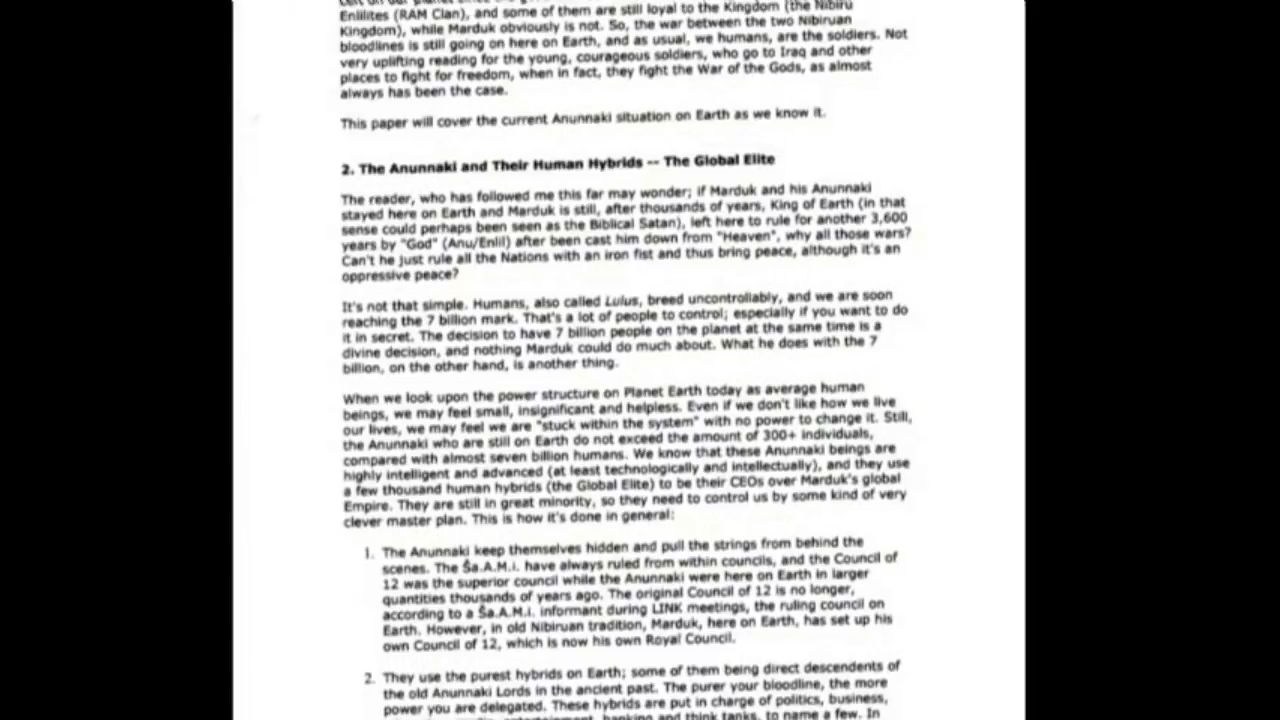 Enlilites (RAM Clan), and some of them are still loyal to the Kingdom (the Nibiru
Kingdom), while Marduk obviously is not. So, the war between the two Nibiruan
bloodlines is still going on here on Earth, and as usual, we humans, are the soldiers. Not
very uplifting reading for the young, courageous soldiers, who go to Iraq and other
places to fight for freedom, when in fact, they fight the War of the Gods, as almost
always has been the case.
This paper will cover the current Anunnaki situation on Earth as we know it.
2. The Anunnaki and Their Human Hybrids -- The Global Elite
The reader, who has followed me this far may wonder; if Marduk and his Anunnaki
stayed here on Earth and Marduk is still, after thousands of years, King of Earth (in that
sense could perhaps been seen as the Biblical Satan), left here to rule for another 3,600
years by "God" (Anu/Enlil) after been cast him down from "Heaven", why all those wars?
Can't he just rule all the Nations with an iron fist and thus bring peace, although it's an
oppressive peace?
It's not that simple. Humans, also called Lulus, breed uncontrollably, and we are soon
reaching the 7 billion mark. That's a lot of people to control; especially if you want to do
it in secret. The decision to have 7 billion people on the planet at the same time is a
divine decision, and nothing Marduk could do much about. What he does with the 7
billion, on the other hand, is another thing.
When we look upon the power structure on Planet Earth today as average human
beings, we may feel small, insignificant and helpless. Even if we don't like how we live
our lives, we may feel we are "stuck within the system" with no power to change it. Still,
the Anunnaki who are still on Earth do not exceed the amount of 300+ individuals,
compared with almost seven billion humans. We know that these Anunnaki beings are
highly intelligent and advanced (at least technologically and intellectually), and they use
a few thousand human hybrids (the Global Elite) to be their CEOs over Marduk's global
Empire. They are still in great minority, so they need to control us by some kind of very
clever master plan. This is how it's done in general:
1. The Anunnaki keep themselves hidden and pull the strings from behind the
scenes. The Ša.A.M.i. have always ruled from within councils, and the Council of
12 was the superior council while the Anunnaki were here on Earth in larger
quantities thousands of years ago. The original Council of 12 is no longer,
according to a Ša.A.M.i. informant during LINK meetings, the ruling council on
Earth. However, in old Nibiruan tradition, Marduk, here on Earth, has set up his
own Council of 12, which is now his own Royal Council.
2. They use the purest hybrids on Earth; some of them being direct descendents of
the old Anunnaki Lords in the ancient past. The purer your bloodline, the more
power you are delegated. These hybrids are put in charge of politics, business,
entertainment, banking and think tanks, to name a few. In